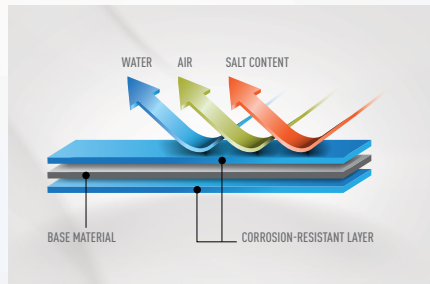 WATER
AIR
SALT CONTENT
BASE MATERIAL
CORROSION-RESISTANT LAYER